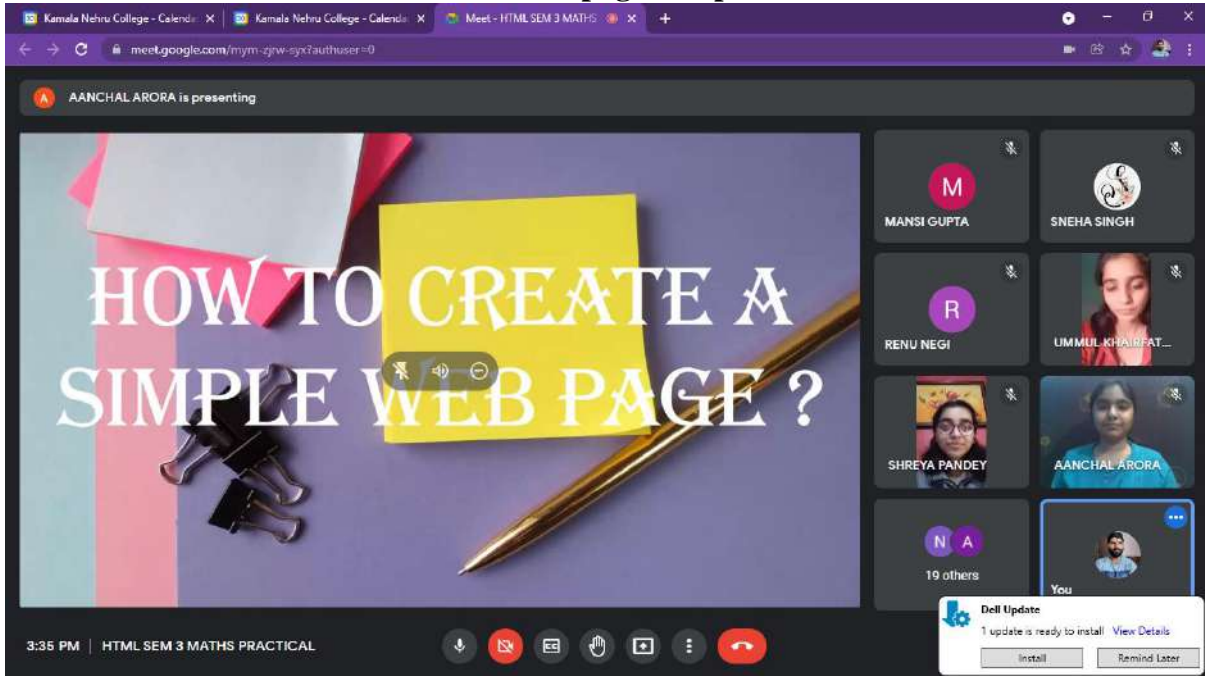 Kamala Nehru College - Calenda
Kamala Nehru College - Calenda
Meet - HTML SEM 3 MATHS
meet.google.com/mym-zjrw-syx?authuser=0
A
AANCHAL ARORA is presenting
HOW TO CREATE A
SIMPLE WEB PAGE ?
M
MANSI GUPTA
SNEHA SINGH
R
RENU NEGI
UMMUL KHAIRFAT...
SHREYA PANDEY
AANCHAL ARORA
N A
19 others
You
3:35 PM | HTML SEM 3 MATHS PRACTICAL
CC
Dell Update
1 update is ready to install View Details
Install Remind Later